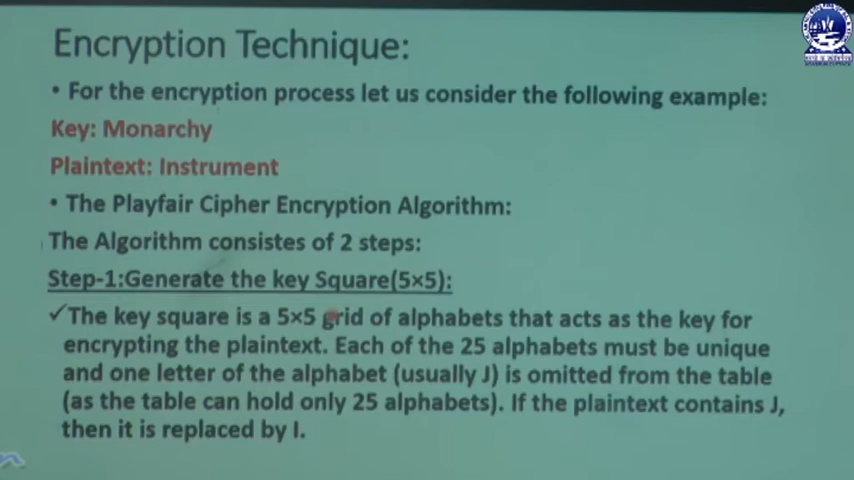 Encryption Technique:
• For the encryption process let us consider the following example:
Key: Monarchy
Plaintext: Instrument
• The Playfair Cipher Encryption Algorithm:
The Algorithm consistes of 2 steps:
Step-1:Generate the key Square(5×5):
✓The key square is a 5×5 grid of alphabets that acts as the key for
encrypting the plaintext. Each of the 25 alphabets must be unique
and one letter of the alphabet (usually J) is omitted from the table
(as the table can hold only 25 alphabets). If the plaintext contains J,
then it is replaced by I.